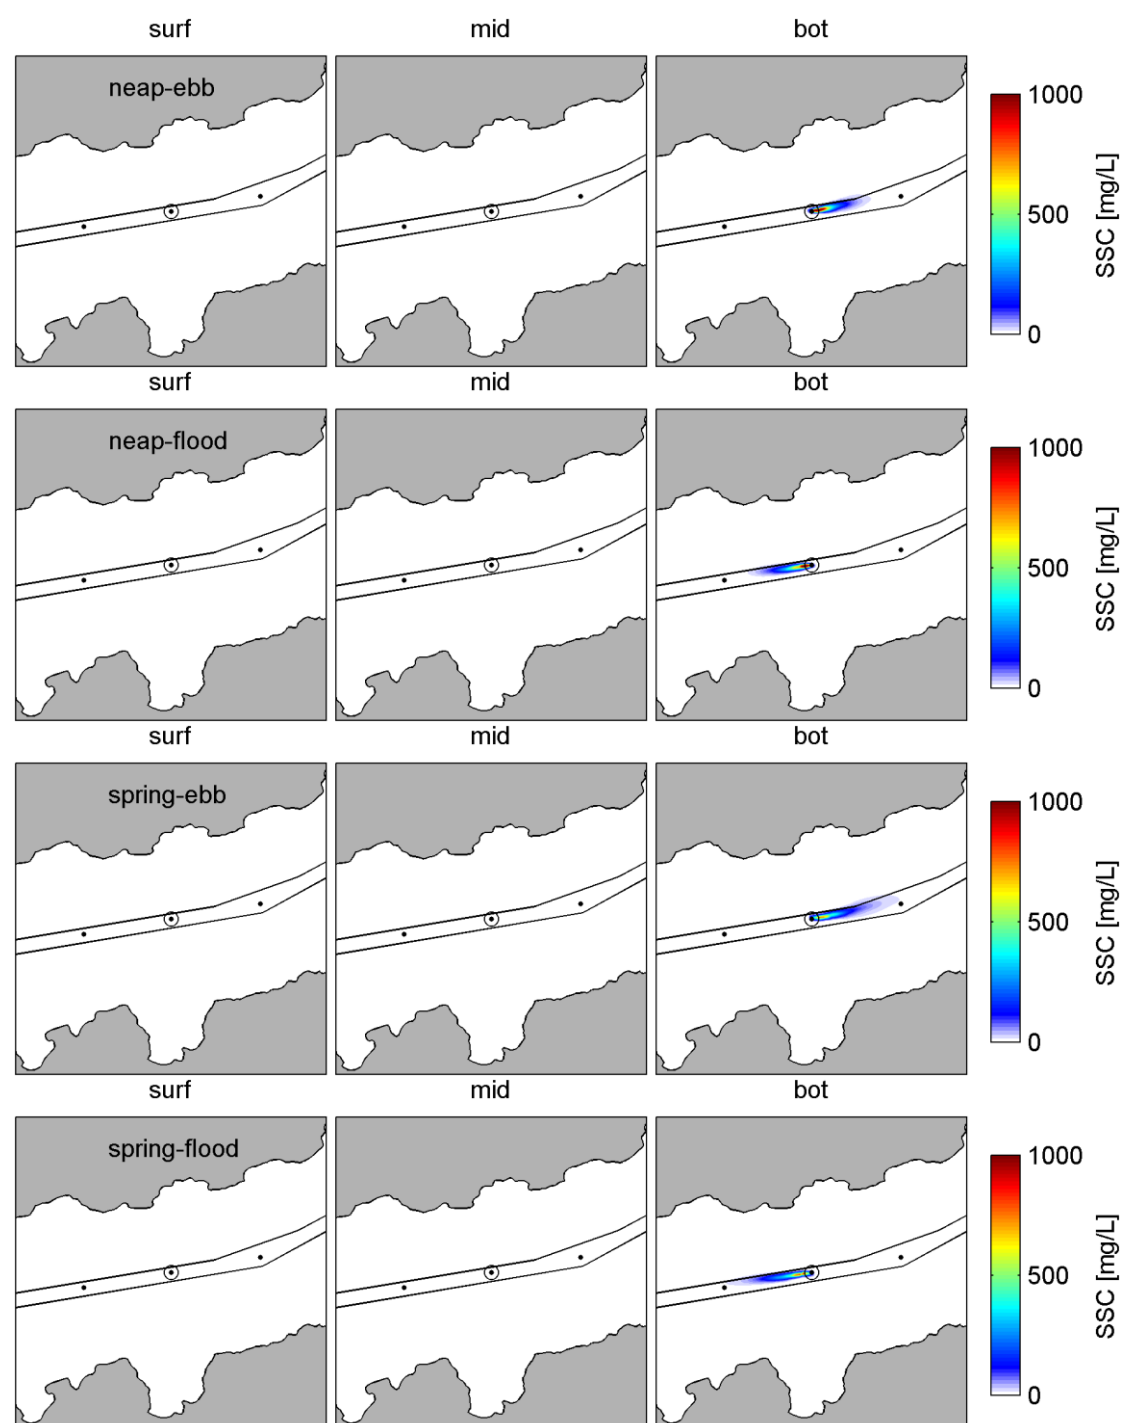 surf mid bot
neap-ebb
1000
500
0
SSC [mg/L]
surf mid bot
neap-flood
1000
500
0
SSC [mg/L]
surf mid bot
spring-ebb
1000
500
0
SSC [mg/L]
surf mid bot
spring-flood
1000
500
0
SSC [mg/L]